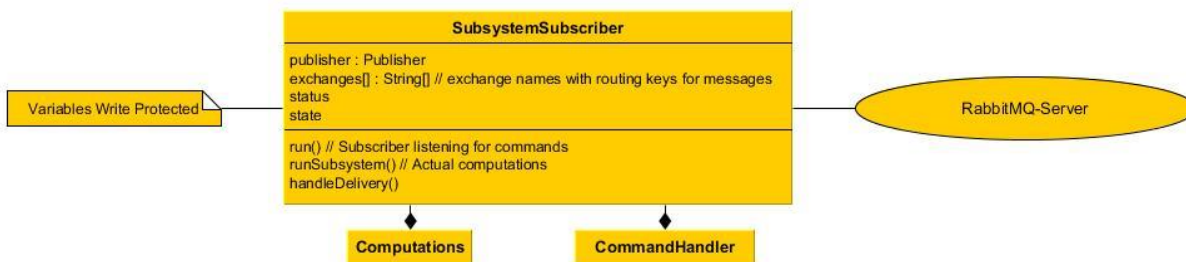 SubsystemSubscriber
publisher : Publisher
exchanges[] : String[] // exchange names with routing keys for messages
status
state
Variables Write Protected
RabbitMQ-Server
run() // Subscriber listening for commands
runSubsystem() // Actual computations
handleDelivery()
Computations
CommandHandler